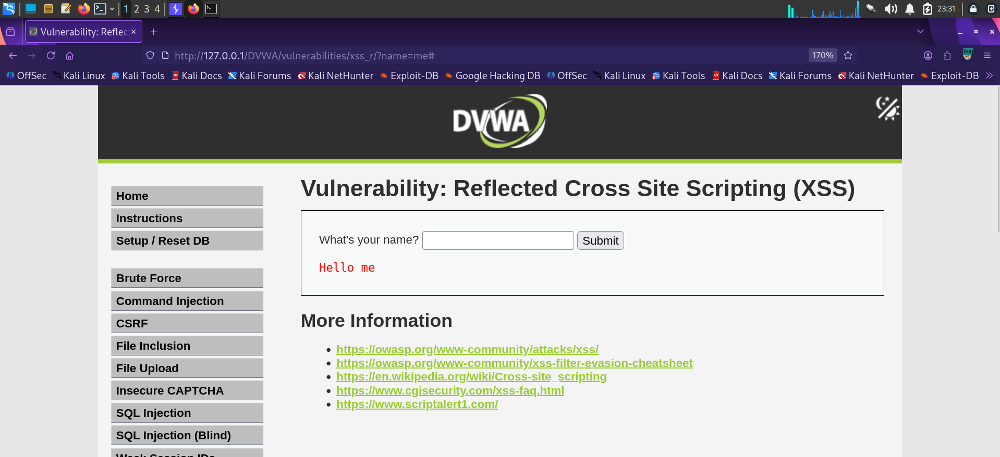 1 2 3 4
23:31
Vulnerability: Reflec
http://127.0.0.1/DVWA/vulnerabilities/xss_r/?name=me#
170%
OffSec Kali Linux Kali Tools Kali Docs Kali Forums Kali NetHunter Exploit-DB Google Hacking DB OffSec Kali Linux Kali Tools Kali Docs Kali Forums Kali NetHunter Exploit-DB
DVWA
Home
Instructions
Setup / Reset DB
Brute Force
Command Injection
CSRF
File Inclusion
File Upload
Insecure CAPTCHA
SQL Injection
SQL Injection (Blind)
Weak Session IDs
Vulnerability: Reflected Cross Site Scripting (XSS)
What's your name? Submit
Hello me
More Information
https://owasp.org/www-community/attacks/xss/
https://owasp.org/www-community/xss-filter-evasion-cheatsheet
https://en.wikipedia.org/wiki/Cross-site_scripting
https://www.cgisecurity.com/xss-faq.html
https://www.scriptalert1.com/